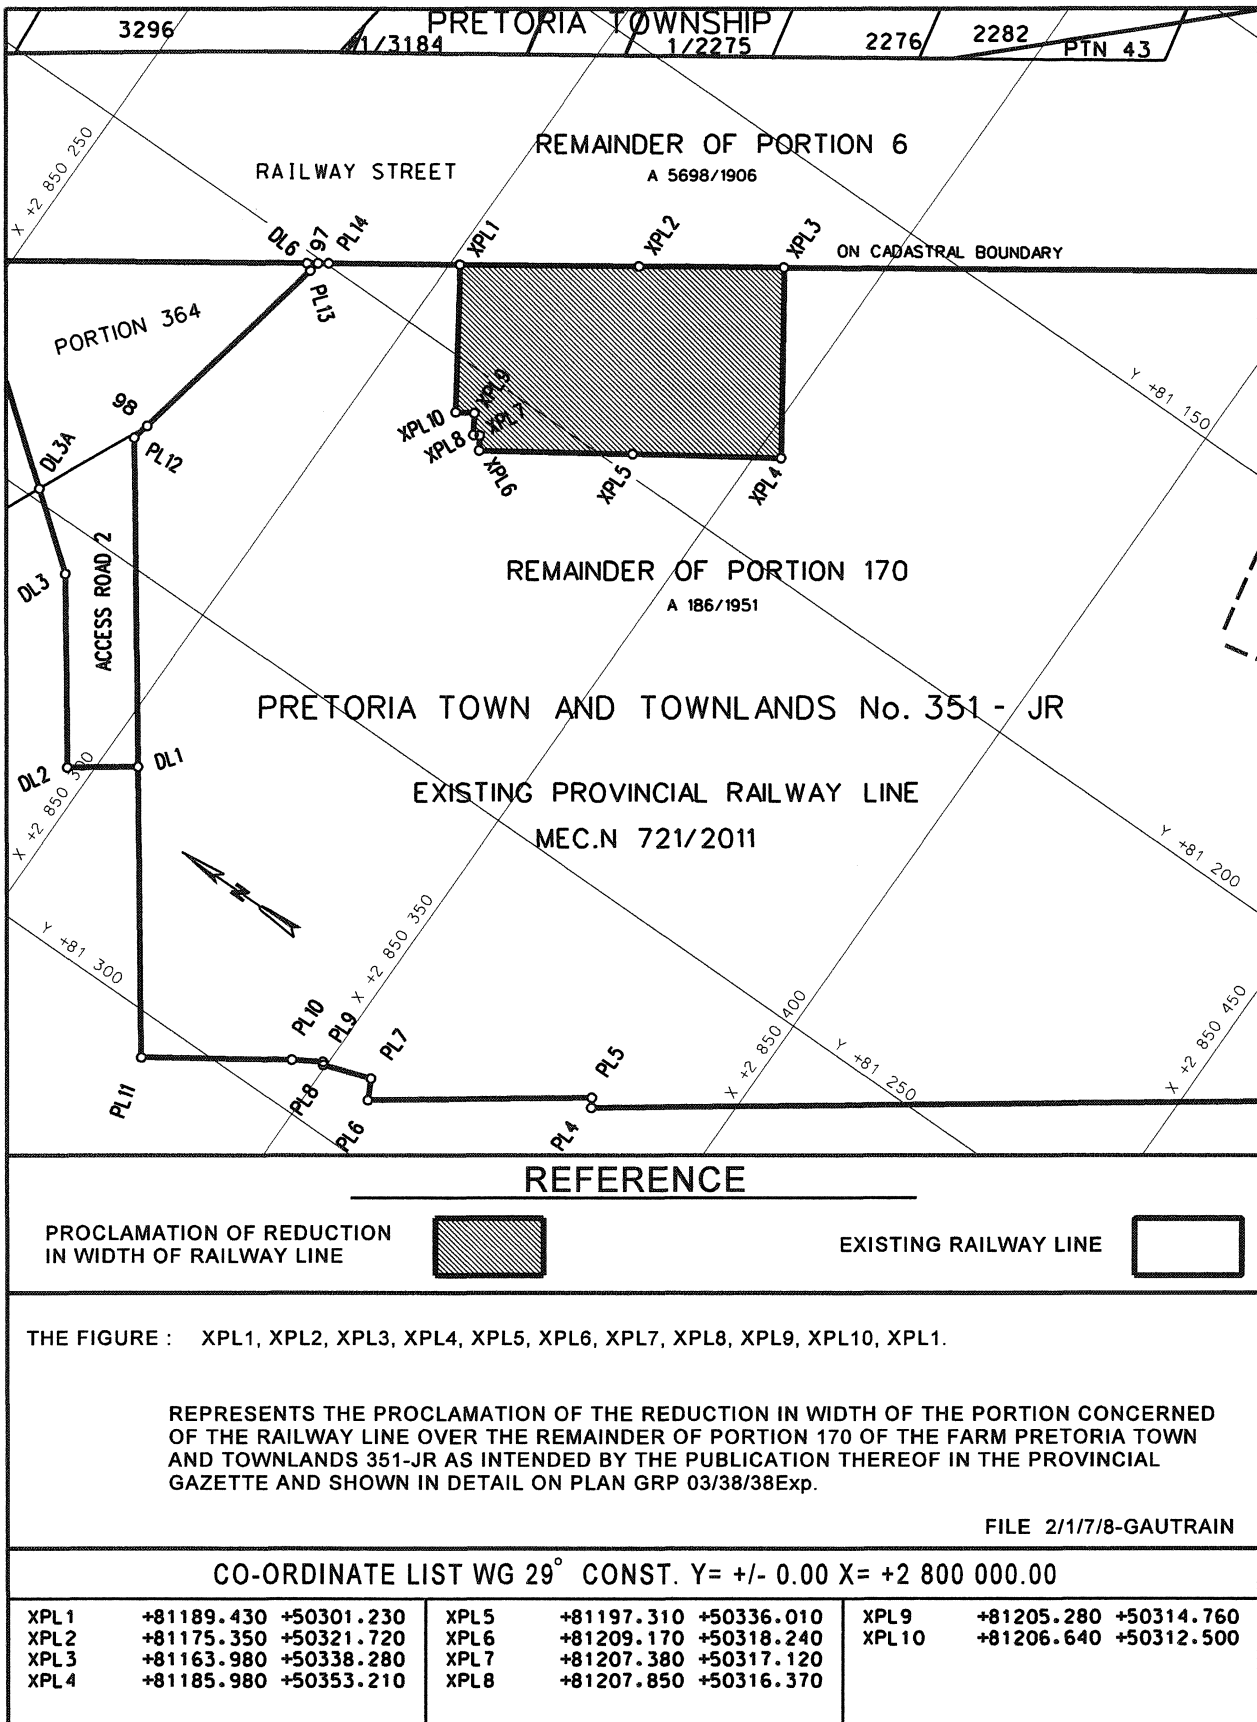 PRETORIA TOWNSHIP
3296
1/3184
1/2275
2276
2282
PTN 43
X +2 850 250
RAILWAY STREET
REMAINDER OF PORTION 6
A 5698/1906
DL6
97
PL14
XPL1
XPL2
XPL3
ON CADASTRAL BOUNDARY
PL13
PORTION 364
Y +81 150
98
XPL10
XPL9
XPL7
XPL8
XPL6
XPL5
XPL4
DL3A
PL12
DL3
ACCESS ROAD 2
REMAINDER OF PORTION 170
A 186/1951
PRETORIA TOWN AND TOWNLANDS No. 351 - JR
DL2
DL1
X +2 850 300
EXISTING PROVINCIAL RAILWAY LINE
MEC.N 721/2011
Y +81 200
N
X +2 850 350
Y +81 300
PL10
PL9
PL7
X +2 850 400
Y +81 250
X +2 850 450
PL11
PL8
PL6
PL5
PL4
REFERENCE
PROCLAMATION OF REDUCTION
IN WIDTH OF RAILWAY LINE
EXISTING RAILWAY LINE
THE FIGURE : XPL1, XPL2, XPL3, XPL4, XPL5, XPL6, XPL7, XPL8, XPL9, XPL10, XPL1.
REPRESENTS THE PROCLAMATION OF THE REDUCTION IN WIDTH OF THE PORTION CONCERNED
OF THE RAILWAY LINE OVER THE REMAINDER OF PORTION 170 OF THE FARM PRETORIA TOWN
AND TOWNLANDS 351-JR AS INTENDED BY THE PUBLICATION THEREOF IN THE PROVINCIAL
GAZETTE AND SHOWN IN DETAIL ON PLAN GRP 03/38/38Exp.
FILE 2/1/7/8-GAUTRAIN
CO-ORDINATE LIST WG 29° CONST. Y= +/- 0.00 X= +2 800 000.00
XPL1 +81189.430 +50301.230
XPL2 +81175.350 +50321.720
XPL3 +81163.980 +50338.280
XPL4 +81185.980 +50353.210
XPL5 +81197.310 +50336.010
XPL6 +81209.170 +50318.240
XPL7 +81207.380 +50317.120
XPL8 +81207.850 +50316.370
XPL9 +81205.280 +50314.760
XPL10 +81206.640 +50312.500